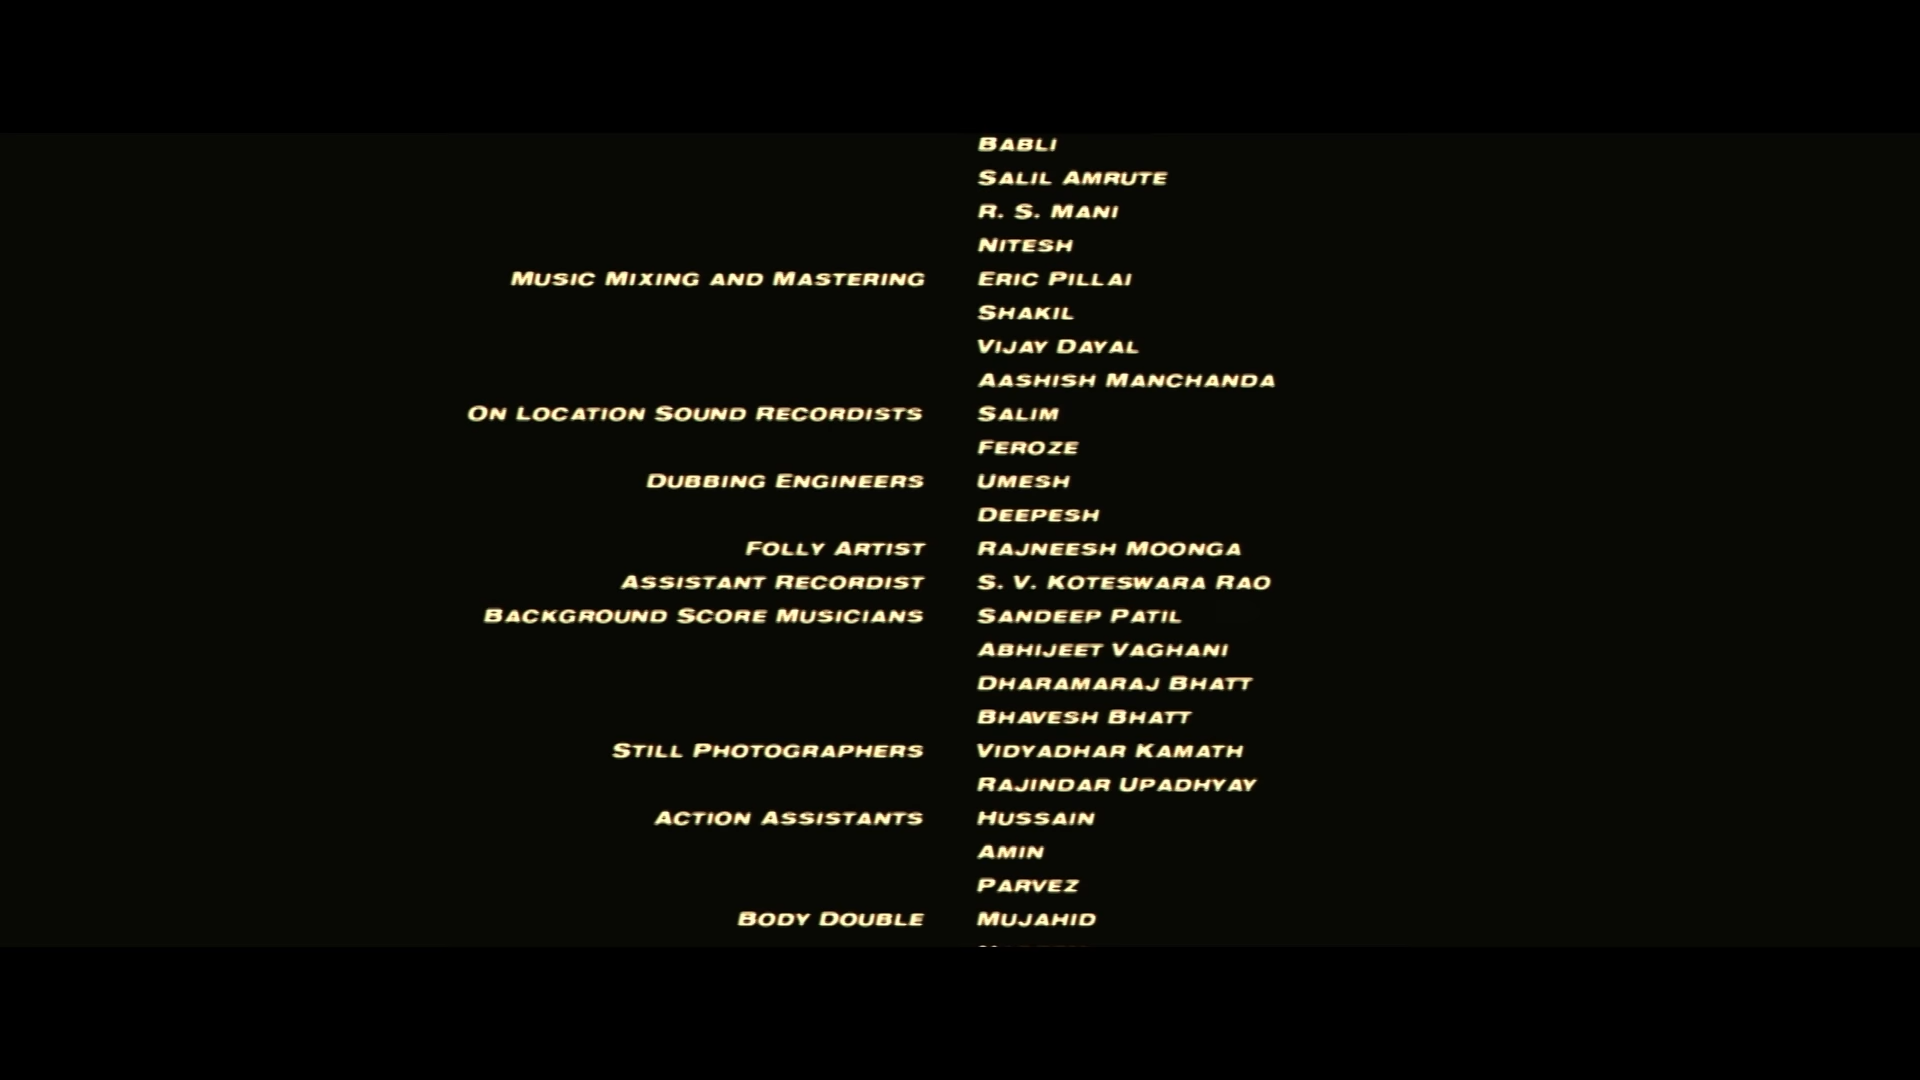 BABLI
SALIL AMRUTE
R. S. MANI
NITESH
MUSIC MIXING AND MASTERING ERIC PILLAI
SHAKIL
VIJAY DAYAL
AASHISH MANCHANDA
ON LOCATION SOUND RECORDISTS SALIM
FEROZE
DUBBING ENGINEERS UMESH
DEEPESH
FOLLY ARTIST RAJNEESH MOONGA
ASSISTANT RECORDIST S. V. KOTESWARA RAO
BACKGROUND SCORE MUSICIANS SANDEEP PATIL
ABHIJEET VAGHANI
DHARAMARAJ BHATT
BHAVESH BHATT
STILL PHOTOGRAPHERS VIDYADHAR KAMATH
RAJINDAR UPADHYAY
ACTION ASSISTANTS HUSSAIN
AMIN
PARVEZ
BODY DOUBLE MUJAHID